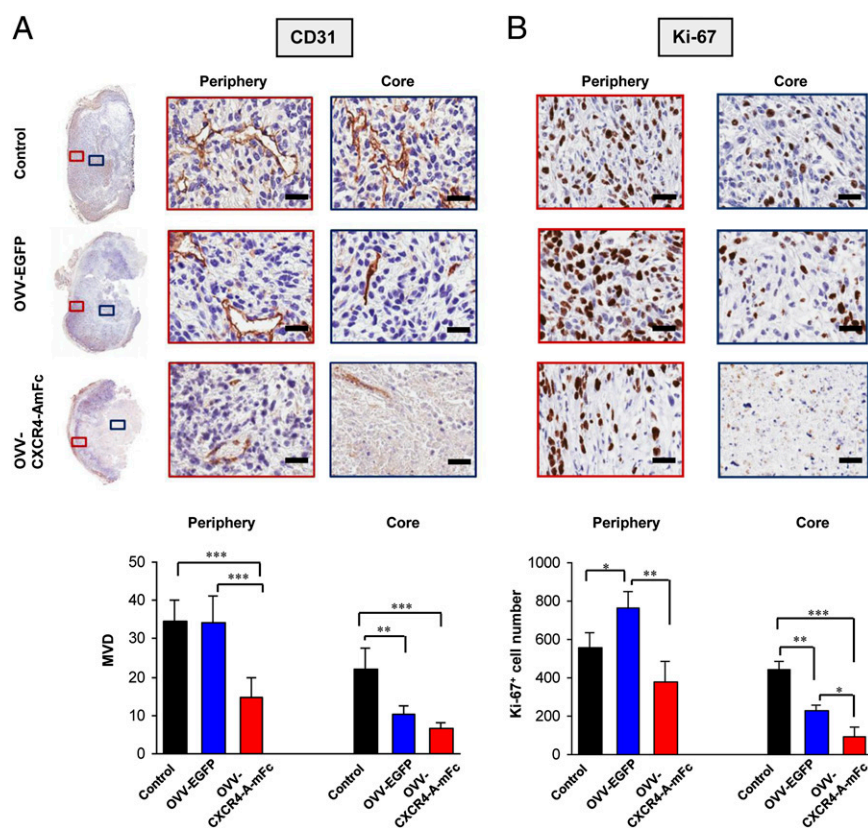 A
CD31
B
Ki-67
Periphery
Core
Periphery
Core
Control
OVV-EGFP
OVV-
CXCR4-AmFc
Periphery
Core
MVD
50
40
30
20
10
0
***
***
***
**
Control
OVV-EGFP
OVV-
CXCR4-A-mFc
Control
OVV-EGFP
OVV-
CXCR4-A-mFc
Periphery
Core
Ki-67+ cell number
1000
800
600
400
200
0
*
**
***
**
*
Control
OVV-EGFP
OVV-
CXCR4-A-mFc
Control
OVV-EGFP
OVV-
CXCR4-A-mFc